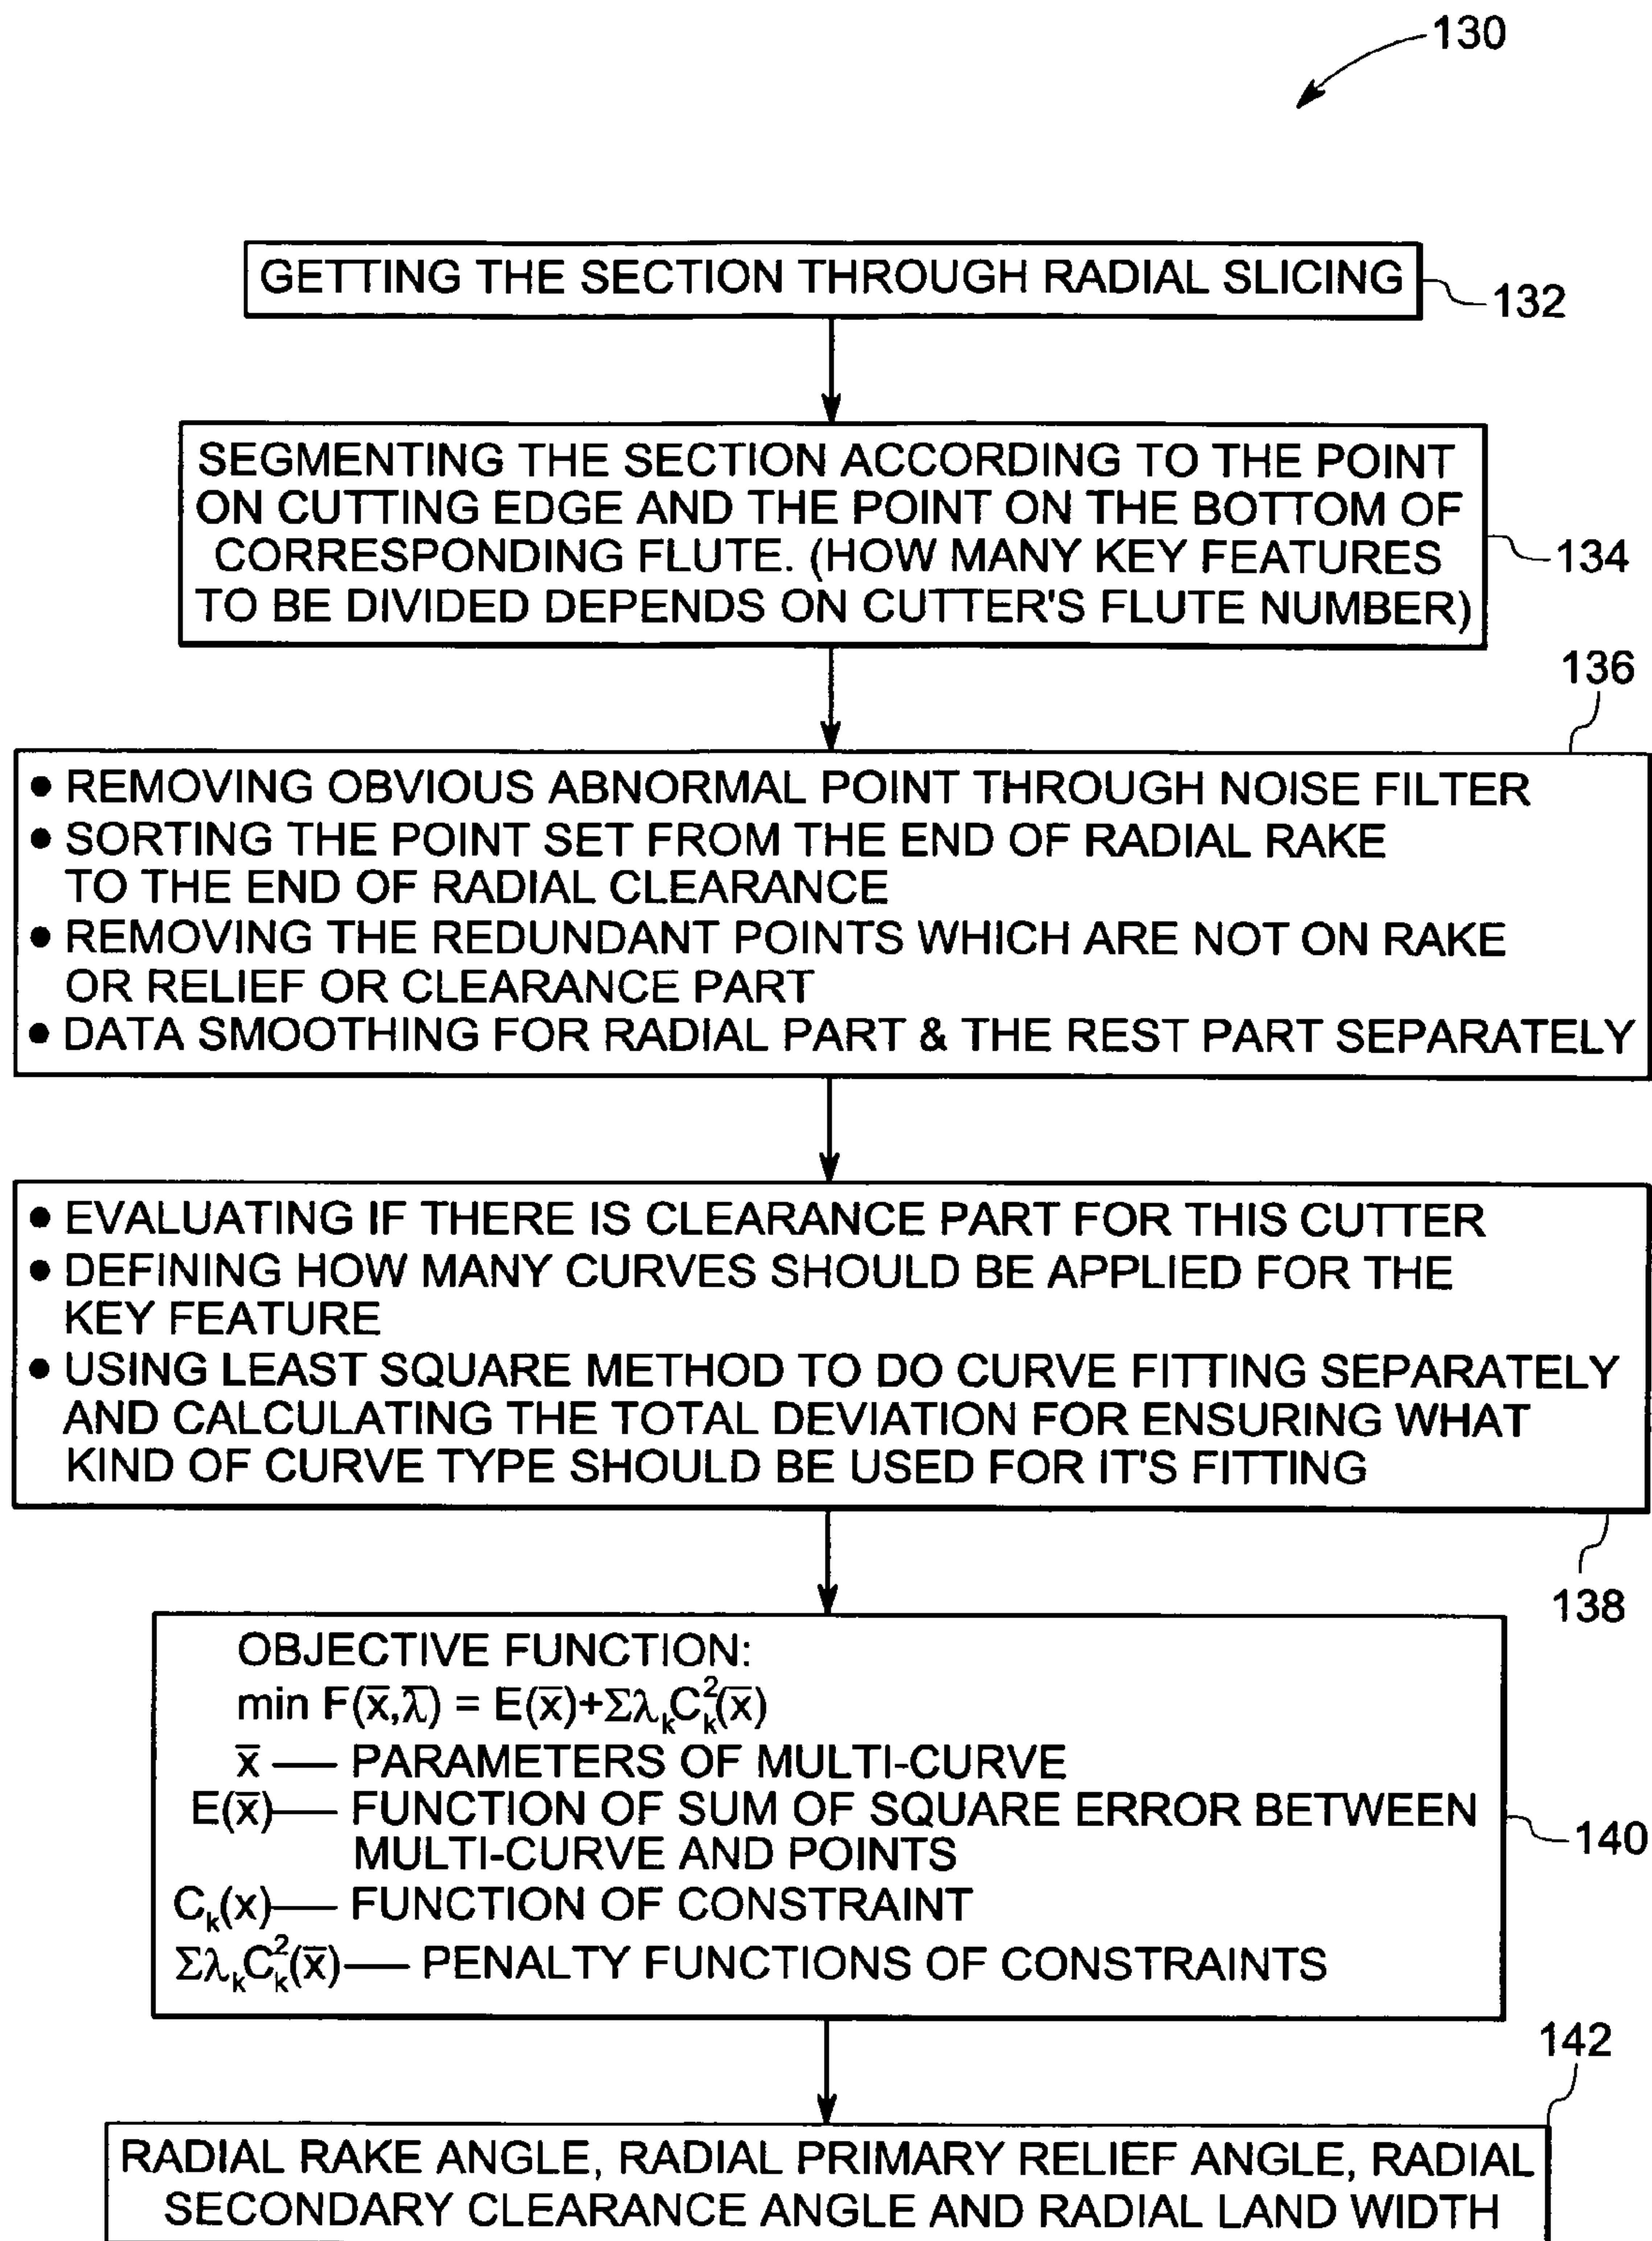 130
GETTING THE SECTION THROUGH RADIAL SLICING
132
SEGMENTING THE SECTION ACCORDING TO THE POINT
ON CUTTING EDGE AND THE POINT ON THE BOTTOM OF
CORRESPONDING FLUTE. (HOW MANY KEY FEATURES
TO BE DIVIDED DEPENDS ON CUTTER'S FLUTE NUMBER)
134
136
• REMOVING OBVIOUS ABNORMAL POINT THROUGH NOISE FILTER
• SORTING THE POINT SET FROM THE END OF RADIAL RAKE
TO THE END OF RADIAL CLEARANCE
• REMOVING THE REDUNDANT POINTS WHICH ARE NOT ON RAKE
OR RELIEF OR CLEARANCE PART
• DATA SMOOTHING FOR RADIAL PART & THE REST PART SEPARATELY
• EVALUATING IF THERE IS CLEARANCE PART FOR THIS CUTTER
• DEFINING HOW MANY CURVES SHOULD BE APPLIED FOR THE
KEY FEATURE
• USING LEAST SQUARE METHOD TO DO CURVE FITTING SEPARATELY
AND CALCULATING THE TOTAL DEVIATION FOR ENSURING WHAT
KIND OF CURVE TYPE SHOULD BE USED FOR IT'S FITTING
138
OBJECTIVE FUNCTION:
min F(x̅,λ̅) = E(x̅)+Σλ_kC_k²(x̅)
x̅ — PARAMETERS OF MULTI-CURVE
E(x̅)— FUNCTION OF SUM OF SQUARE ERROR BETWEEN
MULTI-CURVE AND POINTS
140
C_k(x)— FUNCTION OF CONSTRAINT
Σλ_kC_k²(x̅)— PENALTY FUNCTIONS OF CONSTRAINTS
142
RADIAL RAKE ANGLE, RADIAL PRIMARY RELIEF ANGLE, RADIAL
SECONDARY CLEARANCE ANGLE AND RADIAL LAND WIDTH